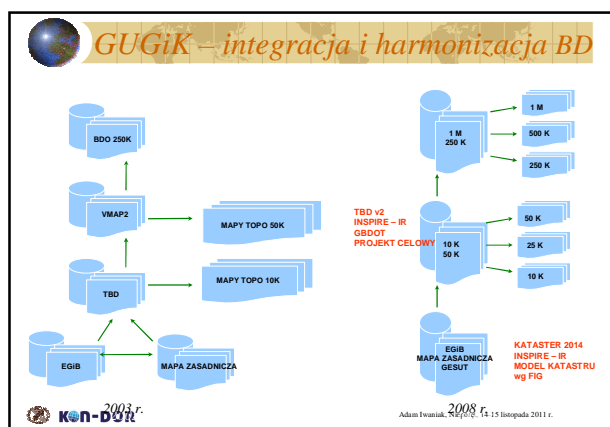 GUGiK – integracja i harmonizacja BD
BDO 250K
VMAP2
MAPY TOPO 50K
TBD
MAPY TOPO 10K
EGiB
MAPA ZASADNICZA
2003 r.
1 M
250 K
1 M
500 K
250 K
TBD v2
INSPIRE – IR
GBDOT
PROJEKT CELOWY
10 K
50 K
50 K
25 K
10 K
EGiB
MAPA ZASADNICZA
GESUT
KATASTER 2014
INSPIRE – IR
MODEL KATASTRU
wg FIG
2008 r.
KON-DOR
Adam Iwaniak, 14-15 listopada 2011 r.